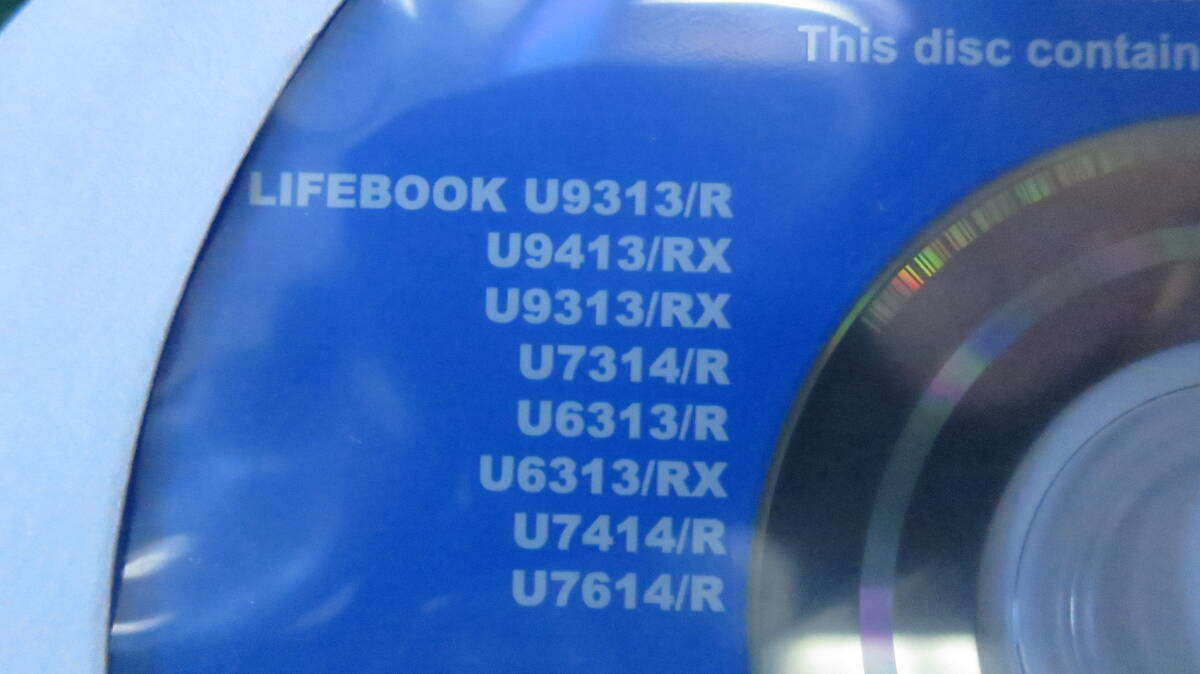 This disc contain
LIFEBOOK U9313/R
U9413/RX
U9313/RX
U7314/R
U6313/R
U6313/RX
U7414/R
U7614/R